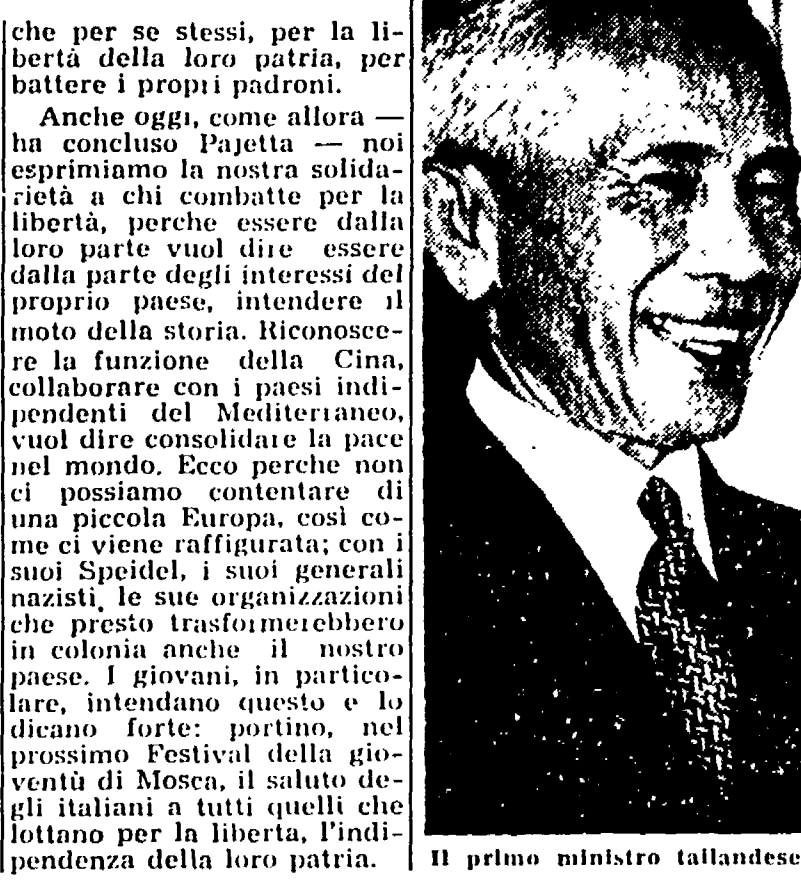 che per se stessi, per la li-
bertà della loro patria, per
battere i propri padroni.
Anche oggi, come allora —
ha concluso Pajetta — noi
esprimiamo la nostra solida-
rietà a chi combatte per la
libertà, perche essere dalla
loro parte vuol dire essere
dalla parte degli interessi del
proprio paese, intendere il
moto della storia. Riconosce-
re la funzione della Cina,
collaborare con i paesi indi-
pendenti del Mediterraneo,
vuol dire consolidare la pace
nel mondo. Ecco perche non
ci possiamo contentare di
una piccola Europa, così co-
me ci viene raffigurata; con i
suoi Speidel, i suoi generali
nazisti, le sue organizzazioni
che presto trasformerebbero
in colonia anche il nostro
paese. I giovani, in partico-
lare, intendano questo e lo
dicano forte: portino, nel
prossimo Festival della gio-
ventù di Mosca, il saluto de-
gli italiani a tutti quelli che
lottano per la liberta, l'indi-
pendenza della loro patria.
Il primo ministro tailandese